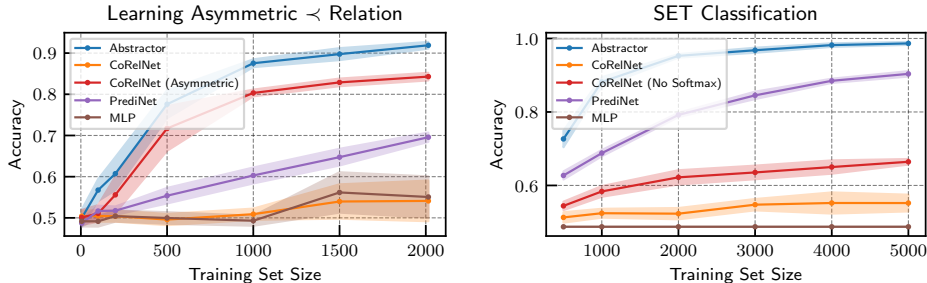 Learning Asymmetric ≺ Relation
Accuracy
0.9
0.8
0.7
0.6
0.5
Abstractor
CoRelNet
CoRelNet (Asymmetric)
PrediNet
MLP
0
500
1000
1500
2000
Training Set Size
SET Classification
Accuracy
1.0
0.8
0.6
Abstractor
CoRelNet
CoRelNet (No Softmax)
PrediNet
MLP
1000
2000
3000
4000
5000
Training Set Size